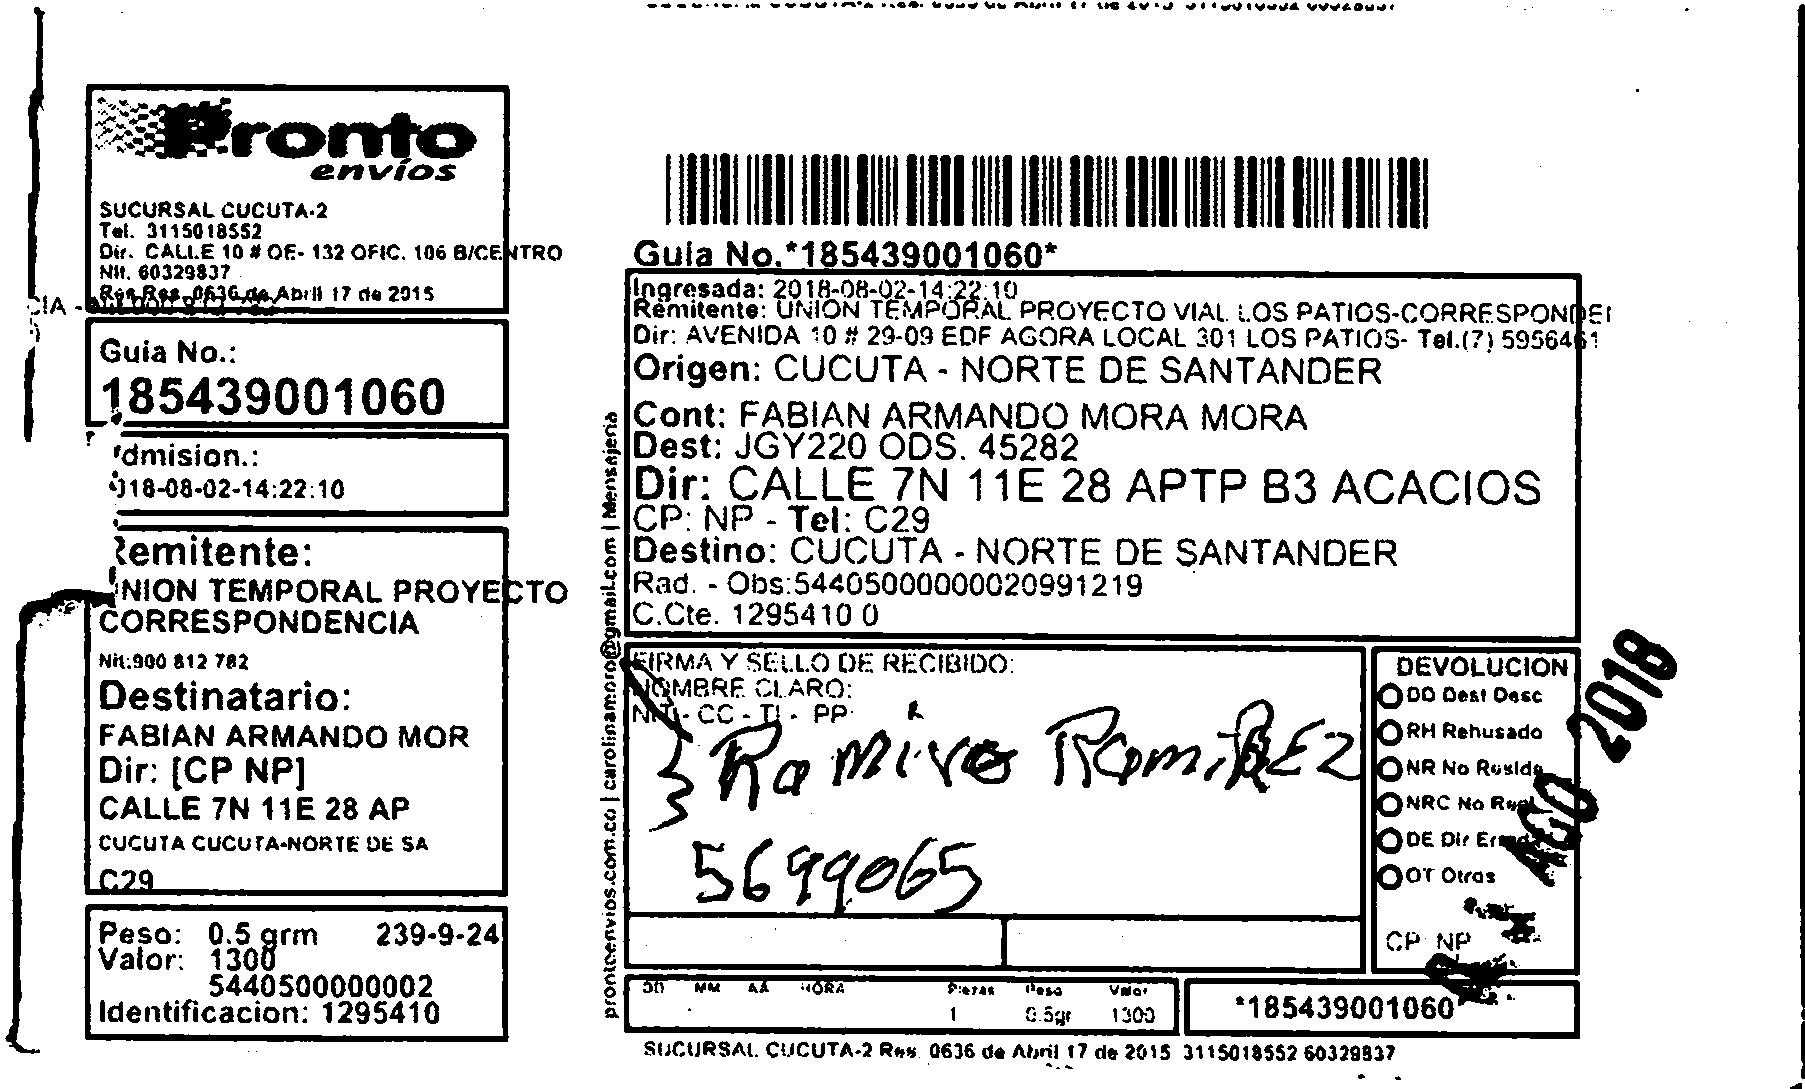 Pronto
envíos
SUCURSAL CUCUTA-2
Tel. 3115018552
Dir. CALLE 10 # OE- 132 OFIC. 106 B/CENTRO
Nit. 60329837
Res Res. 0636 de Abril 17 de 2015
Guia No.:
185439001060
dmision.:
018-08-02-14:22:10
Remitente:
UNION TEMPORAL PROYECTO
CORRESPONDENCIA
Nit:900 812 782
Destinatario:
FABIAN ARMANDO MOR
Dir: [CP NP]
CALLE 7N 11E 28 AP
CUCUTA CUCUTA-NORTE DE SA
C29
Peso: 0.5 grm 239-9-24
Valor: 1300
5440500000002
Identificacion: 1295410
prontoenvios.com.co | carolinamoro@gmail.com | Mensajeria
Guia No.*185439001060*
Ingresada: 2018-08-02-14:22:10
Remitente: UNION TEMPORAL PROYECTO VIAL LOS PATIOS-CORRESPONDEN
Dir: AVENIDA 10 # 29-09 EDF AGORA LOCAL 301 LOS PATIOS- Tel.(7) 5956461
Origen: CUCUTA - NORTE DE SANTANDER
Cont: FABIAN ARMANDO MORA MORA
Dest: JGY220 ODS. 45282
Dir: CALLE 7N 11E 28 APTP B3 ACACIOS
CP: NP - Tel: C29
Destino: CUCUTA - NORTE DE SANTANDER
Rad. - Obs:544050000000020991219
C.Cte. 1295410 0
FIRMA Y SELLO DE RECIBIDO:
NOMBRE CLARO:
NIT - CC - TI - PP:
Ramiro RamiREZ
5699065
DEVOLUCION
DD Dest Desc
RH Rehusado
NR No Reside
NRC No Recl
DE Dir Errada
OT Otros
CP: NP
AGO 2018
DD MM AA HORA Piezas Peso Valor
1 0.5gr 1300
*185439001060*
SUCURSAL CUCUTA-2 Res. 0636 de Abril 17 de 2015 3115018552 60329837